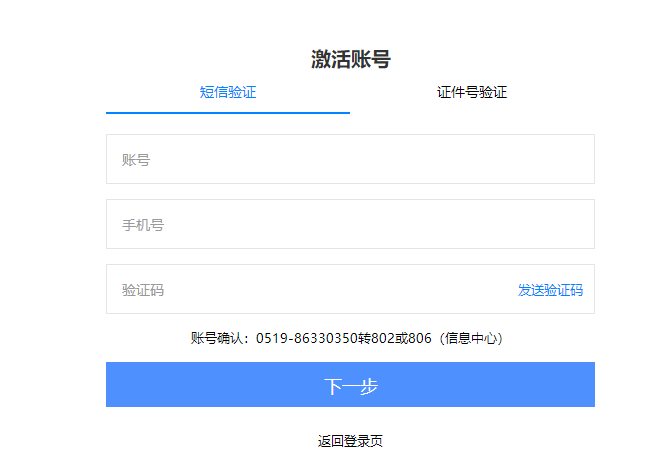 激活账号
短信验证 证件号验证
账号
手机号
验证码 发送验证码
账号确认：0519-86330350转802或806（信息中心）
下一步
返回登录页